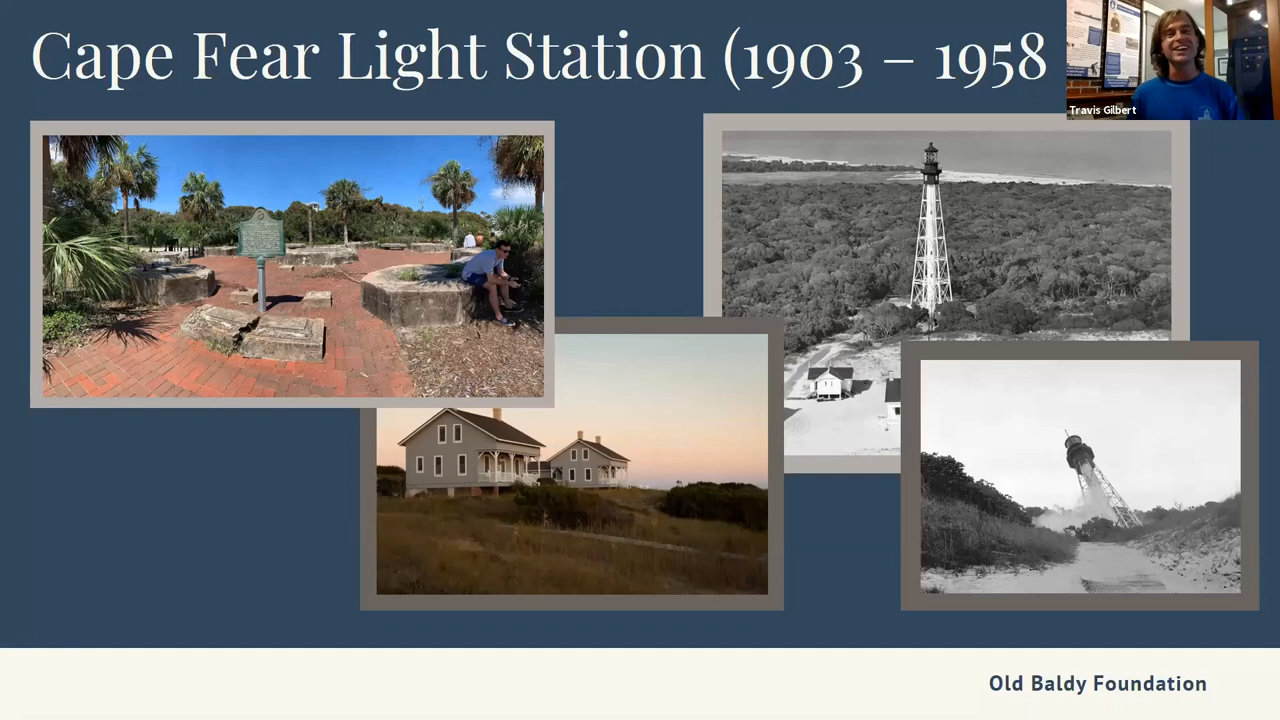 Cape Fear Light Station (1903 – 1958
Travis Gilbert
Old Baldy Foundation